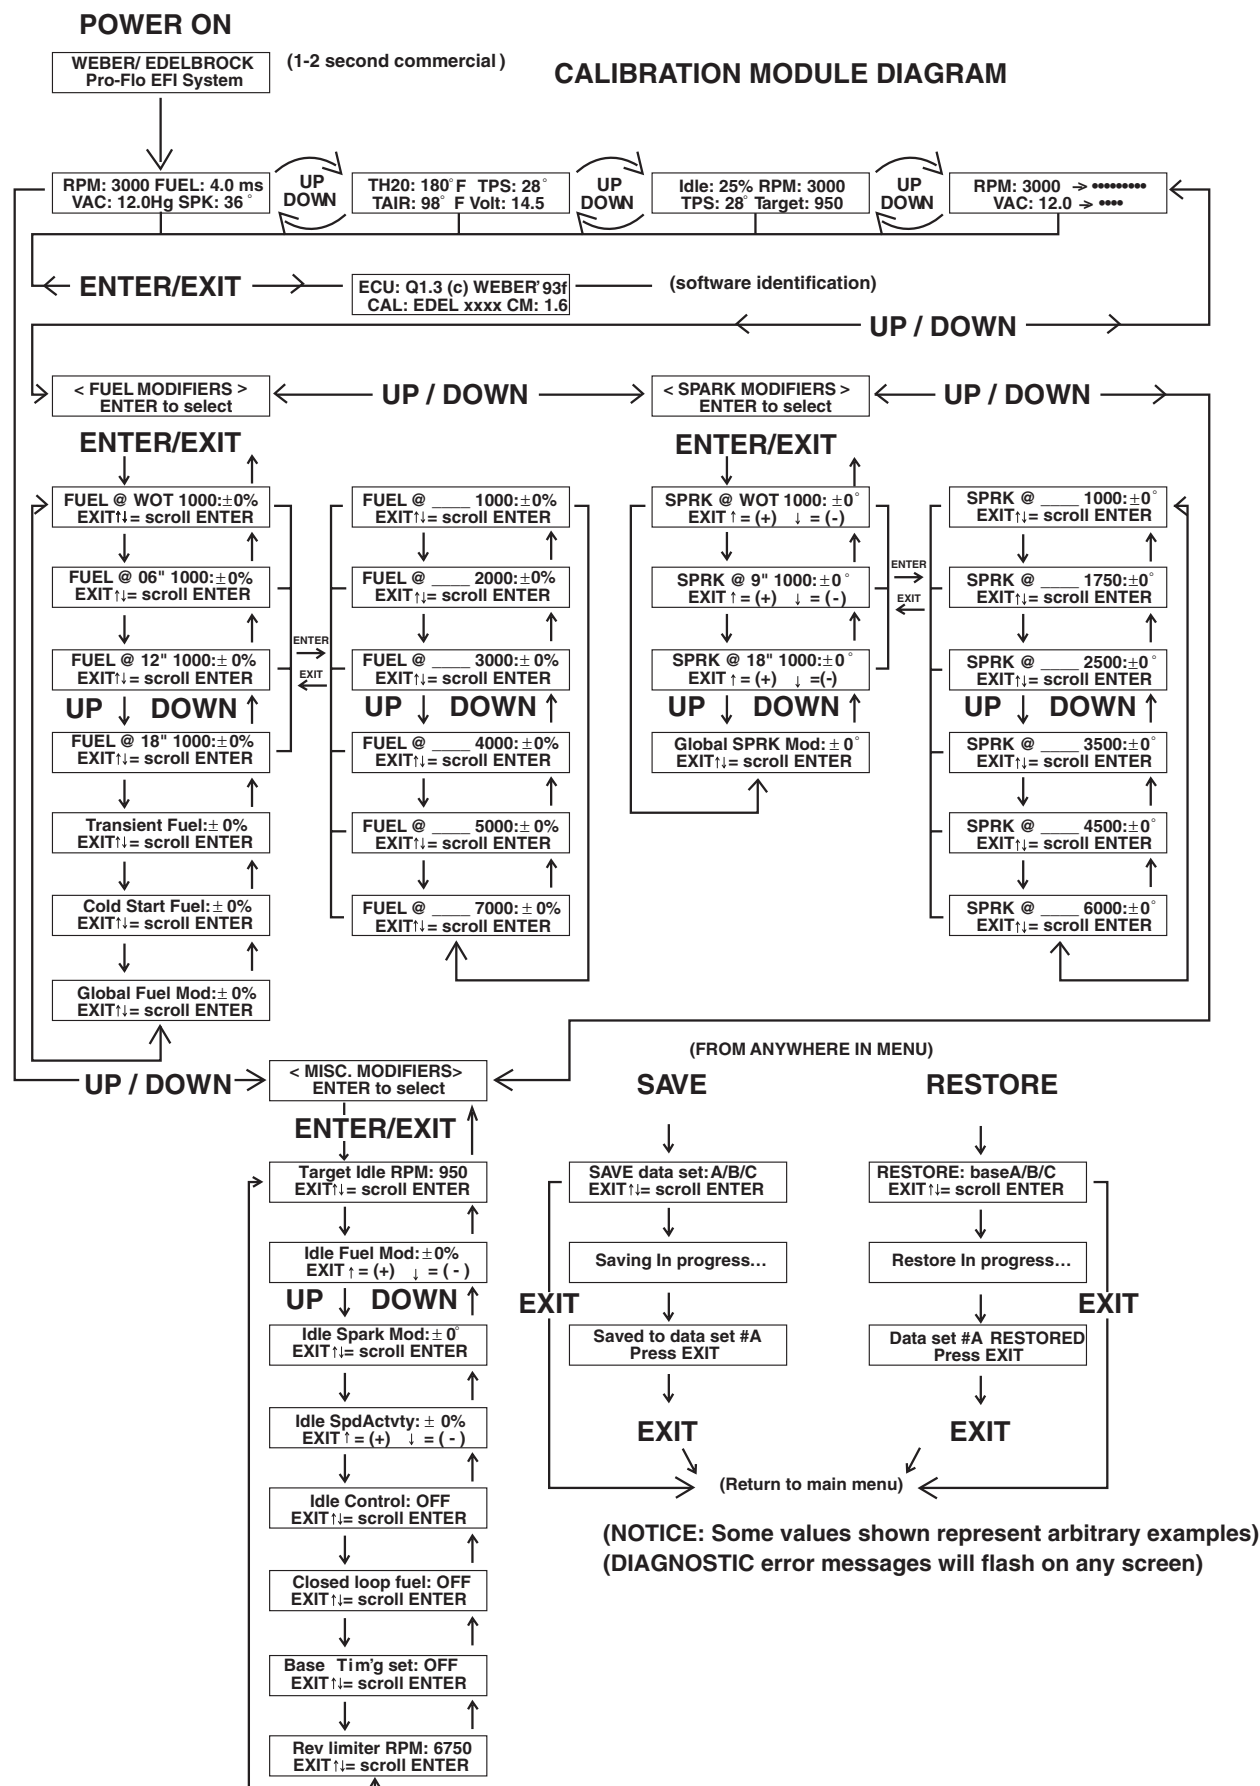 POWER ON
WEBER/ EDELBROCK
Pro-Flo EFI System
(1-2 second commercial)
CALIBRATION MODULE DIAGRAM
RPM: 3000 FUEL: 4.0 ms
VAC: 12.0Hg SPK: 36°
UP
DOWN
TH20: 180°F TPS: 28°
TAIR: 98° F Volt: 14.5
UP
DOWN
Idle: 25% RPM: 3000
TPS: 28° Target: 950
UP
DOWN
RPM: 3000 → •••••••••
VAC: 12.0 → ••••
ENTER/EXIT
ECU: Q1.3 (c) WEBER’93f
CAL: EDEL xxxx CM: 1.6
(software identification)
UP / DOWN
< FUEL MODIFIERS >
ENTER to select
UP / DOWN
< SPARK MODIFIERS >
ENTER to select
UP / DOWN
ENTER/EXIT
FUEL @ WOT 1000:±0%
EXIT↑↓= scroll ENTER
FUEL @ 06" 1000:±0%
EXIT↑↓= scroll ENTER
FUEL @ 12" 1000:± 0%
EXIT↑↓= scroll ENTER
UP DOWN
FUEL @ 18" 1000:±0%
EXIT↑↓= scroll ENTER
Transient Fuel:± 0%
EXIT↑↓= scroll ENTER
Cold Start Fuel:± 0%
EXIT↑↓= scroll ENTER
Global Fuel Mod:± 0%
EXIT↑↓= scroll ENTER
ENTER
EXIT
FUEL @ ____ 1000:±0%
EXIT↑↓= scroll ENTER
FUEL @ ____ 2000:±0%
EXIT↑↓= scroll ENTER
FUEL @ ____ 3000:± 0%
EXIT↑↓= scroll ENTER
UP DOWN
FUEL @ ____ 4000:±0%
EXIT↑↓= scroll ENTER
FUEL @ ____ 5000:± 0%
EXIT↑↓= scroll ENTER
FUEL @ ____ 7000:± 0%
EXIT↑↓= scroll ENTER
ENTER/EXIT
SPRK @ WOT 1000: ±0°
EXIT ↑ = (+) ↓ = (-)
SPRK @ 9" 1000:±0°
EXIT ↑ = (+) ↓ = (-)
SPRK @ 18" 1000:±0°
EXIT ↑ = (+) ↓ =(-)
UP DOWN
Global SPRK Mod:± 0°
EXIT↑↓= scroll ENTER
ENTER
EXIT
SPRK @ ____ 1000:±0°
EXIT↑↓= scroll ENTER
SPRK @ ____ 1750:±0°
EXIT↑↓= scroll ENTER
SPRK @ ____ 2500:±0°
EXIT↑↓= scroll ENTER
UP DOWN
SPRK @ ____ 3500:±0°
EXIT↑↓= scroll ENTER
SPRK @ ____ 4500:±0°
EXIT↑↓= scroll ENTER
SPRK @ ____ 6000:±0°
EXIT↑↓= scroll ENTER
UP / DOWN
< MISC. MODIFIERS>
ENTER to select
ENTER/EXIT
Target Idle RPM: 950
EXIT↑↓= scroll ENTER
Idle Fuel Mod:±0%
EXIT ↑ = (+) ↓ = ( - )
UP DOWN
Idle Spark Mod:± 0°
EXIT↑↓= scroll ENTER
Idle SpdActvty: ± 0%
EXIT ↑ = (+) ↓ = ( - )
Idle Control: OFF
EXIT↑↓= scroll ENTER
Closed loop fuel: OFF
EXIT↑↓= scroll ENTER
Base Tim’g set: OFF
EXIT↑↓= scroll ENTER
Rev limiter RPM: 6750
EXIT↑↓= scroll ENTER
(FROM ANYWHERE IN MENU)
SAVE
SAVE data set:A/B/C
EXIT↑↓= scroll ENTER
Saving In progress...
EXIT
Saved to data set #A
Press EXIT
EXIT
RESTORE
RESTORE: baseA/B/C
EXIT↑↓= scroll ENTER
Restore In progress...
EXIT
Data set #A RESTORED
Press EXIT
EXIT
(Return to main menu)
(NOTICE: Some values shown represent arbitrary examples)
(DIAGNOSTIC error messages will flash on any screen)